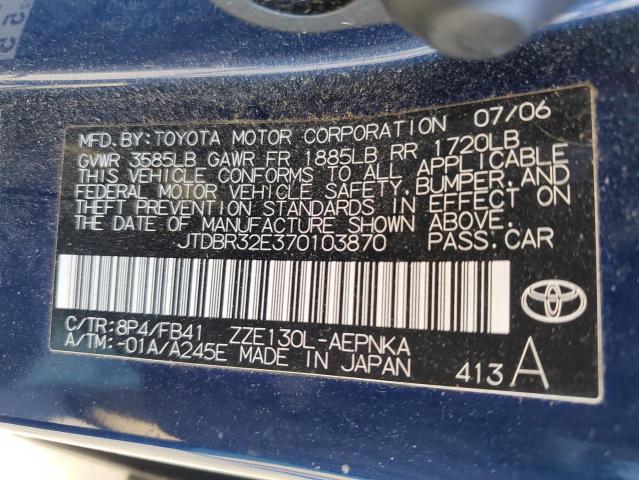 MFD. BY: TOYOTA MOTOR CORPORATION 07/06
GVWR 3585LB GAWR FR 1885LB RR 1720LB
THIS VEHICLE CONFORMS TO ALL APPLICABLE
FEDERAL MOTOR VEHICLE SAFETY, BUMPER, AND
THEFT PREVENTION STANDARDS IN EFFECT ON
THE DATE OF MANUFACTURE SHOWN ABOVE.
JTDBR32E370103870 PASS. CAR
C/TR: 8P4/FB41 ZZE130L-AEPNKA
A/TM: -01A/A245E MADE IN JAPAN
413 A